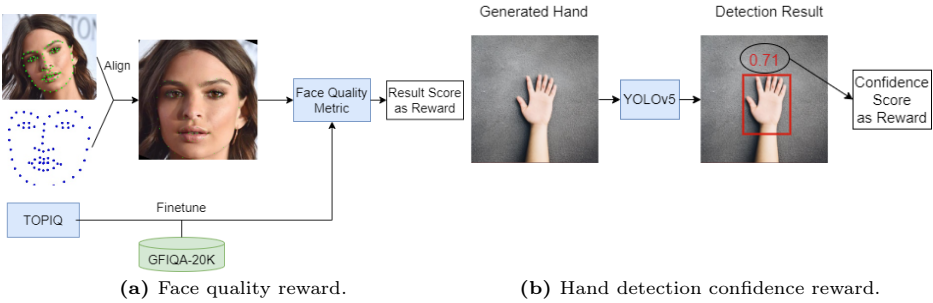 Align
Face Quality
Metric
Result Score
as Reward
TOPIQ
Finetune
GFIQA-20K
(a) Face quality reward.
Generated Hand
Detection Result
YOLOv5
0.71
Confidence
Score
as Reward
(b) Hand detection confidence reward.